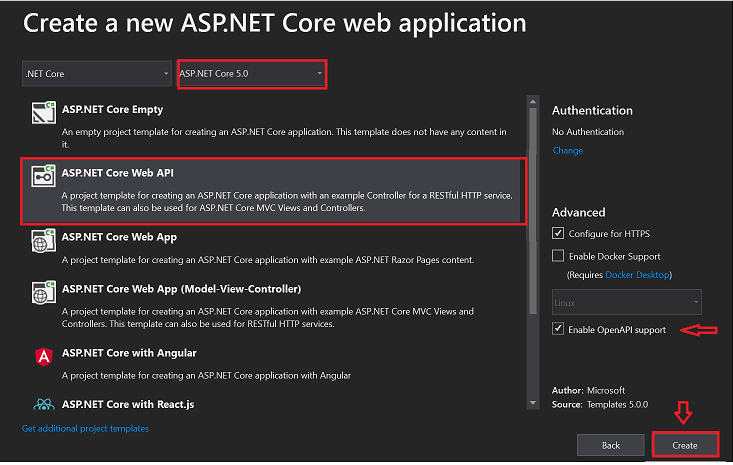 Create a new ASP.NET Core web application
.NET Core
ASP.NET Core 5.0
ASP.NET Core Empty
An empty project template for creating an ASP.NET Core application. This template does not have any content in
it.
ASP.NET Core Web API
A project template for creating an ASP.NET Core application with an example Controller for a RESTful HTTP service.
This template can also be used for ASP.NET Core MVC Views and Controllers.
ASP.NET Core Web App
A project template for creating an ASP.NET Core application with example ASP.NET Razor Pages content.
ASP.NET Core Web App (Model-View-Controller)
A project template for creating an ASP.NET Core application with example ASP.NET Core MVC Views and
Controllers. This template can also be used for RESTful HTTP services.
ASP.NET Core with Angular
A project template for creating an ASP.NET Core application with Angular
ASP.NET Core with React.js
Get additional project templates
Authentication
No Authentication
Change
Advanced
Configure for HTTPS
Enable Docker Support
(Requires Docker Desktop)
Linux
Enable OpenAPI support
Author: Microsoft
Source: Templates 5.0.0
Back
Create